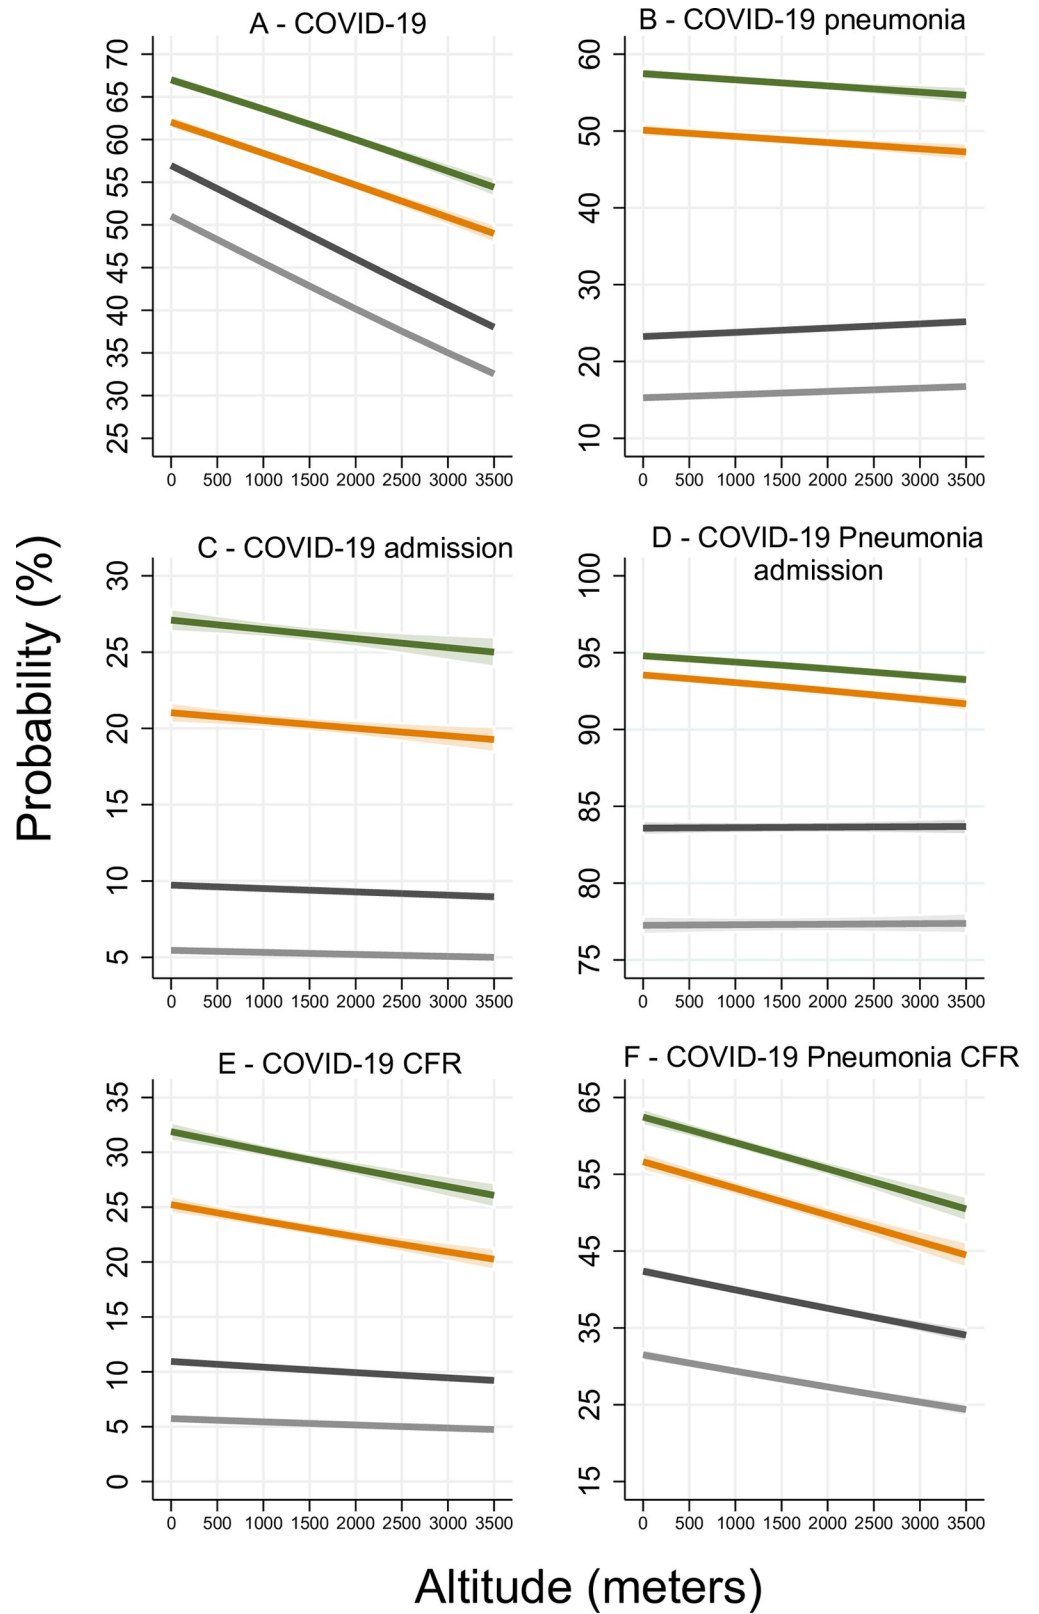 A - COVID-19
70
65
60
55
50
45
40
35
30
25
0 500 1000 1500 2000 2500 3000 3500
B - COVID-19 pneumonia
60
50
40
30
20
10
0 500 1000 1500 2000 2500 3000 3500
Probability (%)
C - COVID-19 admission
30
25
20
15
10
5
0 500 1000 1500 2000 2500 3000 3500
D - COVID-19 Pneumonia
admission
100
95
90
85
80
75
0 500 1000 1500 2000 2500 3000 3500
E - COVID-19 CFR
35
30
25
20
15
10
5
0
0 500 1000 1500 2000 2500 3000 3500
F - COVID-19 Pneumonia CFR
65
55
45
35
25
15
0 500 1000 1500 2000 2500 3000 3500
Altitude (meters)